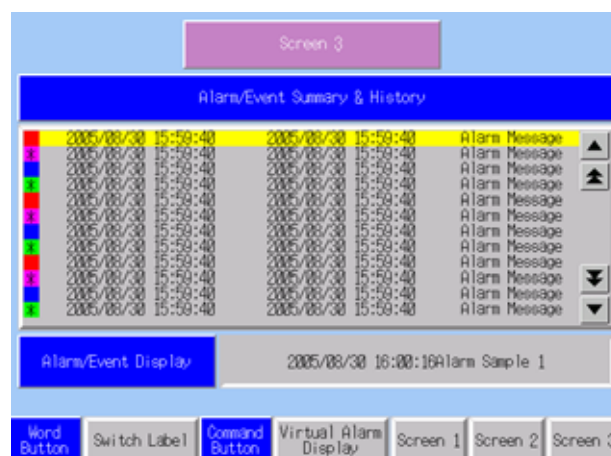 Screen 3
Alarm/Event Summary & History
2005/08/30 15:59:40 2005/08/30 15:59:40 Alarm Message
* 2005/08/30 15:59:40 2005/08/30 15:59:40 Alarm Message
2005/08/30 15:59:40 2005/08/30 15:59:40 Alarm Message
* 2005/08/30 15:59:40 2005/08/30 15:59:40 Alarm Message
2005/08/30 15:59:40 2005/08/30 15:59:40 Alarm Message
* 2005/08/30 15:59:40 2005/08/30 15:59:40 Alarm Message
2005/08/30 15:59:40 2005/08/30 15:59:40 Alarm Message
* 2005/08/30 15:59:40 2005/08/30 15:59:40 Alarm Message
2005/08/30 15:59:40 2005/08/30 15:59:40 Alarm Message
* 2005/08/30 15:59:40 2005/08/30 15:59:40 Alarm Message
2005/08/30 15:59:40 2005/08/30 15:59:40 Alarm Message
* 2005/08/30 15:59:40 2005/08/30 15:59:40 Alarm Message
Alarm/Event Display
2005/08/30 16:00:16Alarm Sample 1
Word
Button
Switch Label
Command
Button
Virtual Alarm
Display
Screen 1
Screen 2
Screen 3